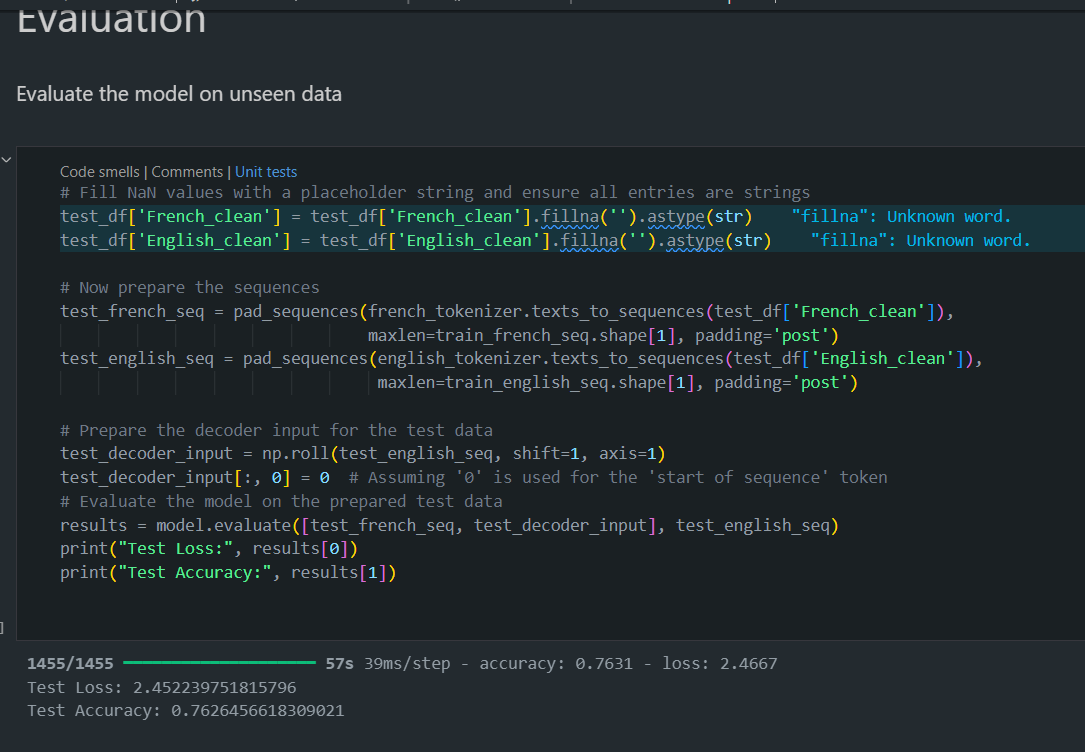 Evaluation
Evaluate the model on unseen data
Code smells | Comments | Unit tests
# Fill NaN values with a placeholder string and ensure all entries are strings
test_df['French_clean'] = test_df['French_clean'].fillna('').astype(str)    "fillna": Unknown word.
test_df['English_clean'] = test_df['English_clean'].fillna('').astype(str)    "fillna": Unknown word.
# Now prepare the sequences
test_french_seq = pad_sequences(french_tokenizer.texts_to_sequences(test_df['French_clean']),
maxlen=train_french_seq.shape[1], padding='post')
test_english_seq = pad_sequences(english_tokenizer.texts_to_sequences(test_df['English_clean']),
maxlen=train_english_seq.shape[1], padding='post')
# Prepare the decoder input for the test data
test_decoder_input = np.roll(test_english_seq, shift=1, axis=1)
test_decoder_input[:, 0] = 0  # Assuming '0' is used for the 'start of sequence' token
# Evaluate the model on the prepared test data
results = model.evaluate([test_french_seq, test_decoder_input], test_english_seq)
print("Test Loss:", results[0])
print("Test Accuracy:", results[1])
]
1455/1455 57s 39ms/step - accuracy: 0.7631 - loss: 2.4667
Test Loss: 2.452239751815796
Test Accuracy: 0.7626456618309021